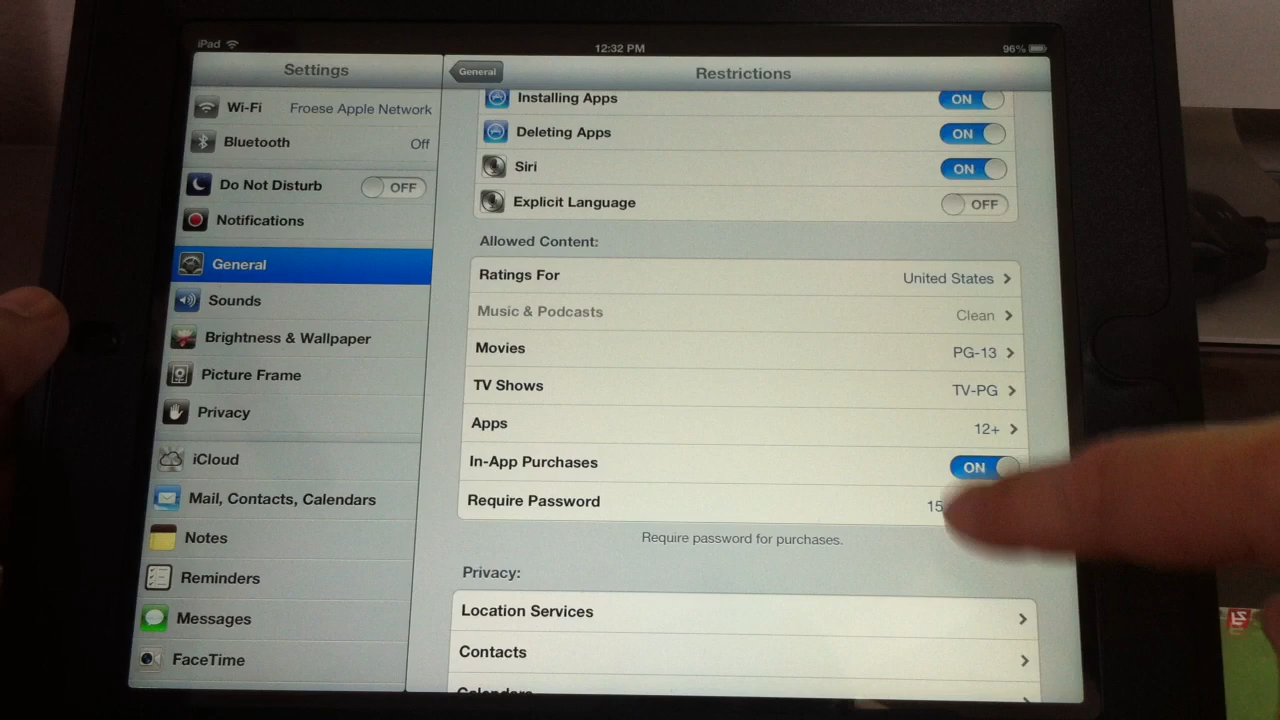 iPad 12:32 PM 96%
Settings
Wi-Fi Froese Apple Network
Bluetooth Off
Do Not Disturb OFF
Notifications
General
Sounds
Brightness & Wallpaper
Picture Frame
Privacy
iCloud
Mail, Contacts, Calendars
Notes
Reminders
Messages
FaceTime
General Restrictions
Installing Apps ON
Deleting Apps ON
Siri ON
Explicit Language OFF
Allowed Content:
Ratings For United States
Music & Podcasts Clean
Movies PG-13
TV Shows TV-PG
Apps 12+
In-App Purchases ON
Require Password 15
Require password for purchases.
Privacy:
Location Services
Contacts
Calendars